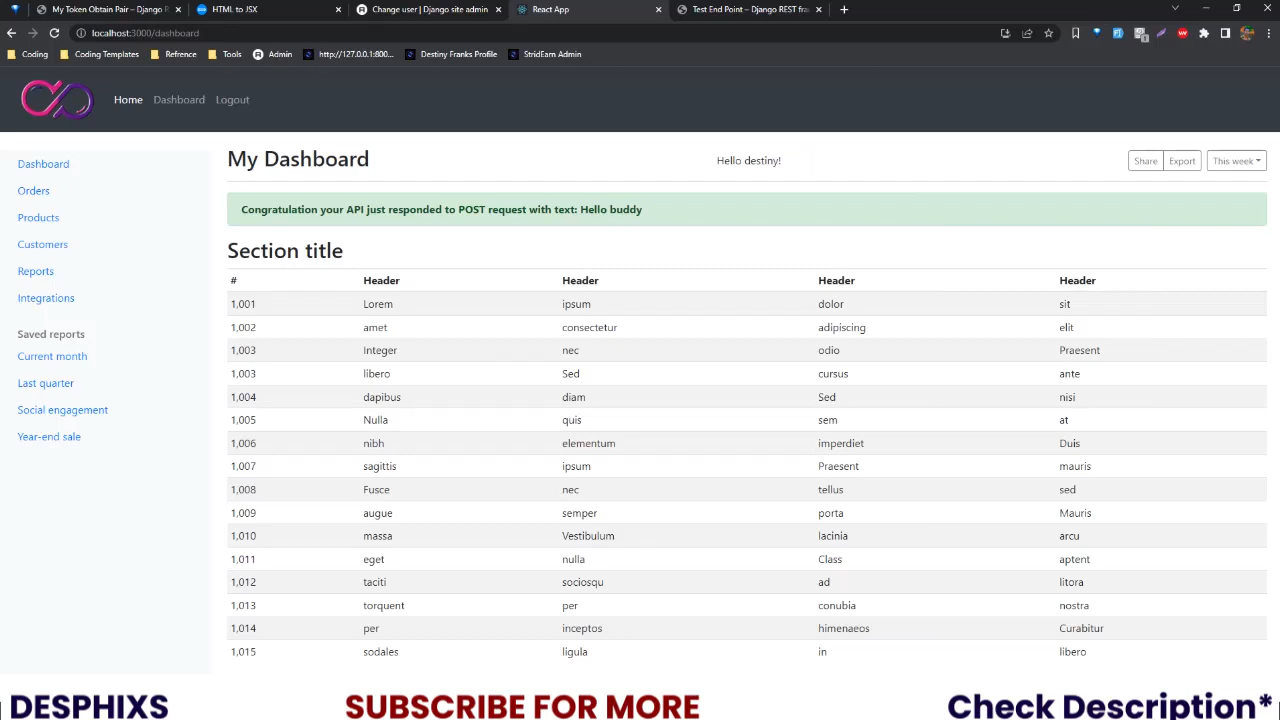 My Token Obtain Pair – Django R
HTML to JSX
Change user | Django site admin
React App
Test End Point – Django REST fra
localhost:3000/dashboard
Coding
Coding Templates
Refrence
Tools
Admin
http://127.0.0.1:800...
Destiny Franks Profile
StridEarn Admin
Home Dashboard Logout
Dashboard
Orders
Products
Customers
Reports
Integrations
Saved reports
Current month
Last quarter
Social engagement
Year-end sale
My Dashboard
Hello destiny!
Share Export This week
Congratulation your API just responded to POST request with text: Hello buddy
Section title
# Header Header Header Header
1,001 Lorem ipsum dolor sit
1,002 amet consectetur adipiscing elit
1,003 Integer nec odio Praesent
1,003 libero Sed cursus ante
1,004 dapibus diam Sed nisi
1,005 Nulla quis sem at
1,006 nibh elementum imperdiet Duis
1,007 sagittis ipsum Praesent mauris
1,008 Fusce nec tellus sed
1,009 augue semper porta Mauris
1,010 massa Vestibulum lacinia arcu
1,011 eget nulla Class aptent
1,012 taciti sociosqu ad litora
1,013 torquent per conubia nostra
1,014 per inceptos himenaeos Curabitur
1,015 sodales ligula in libero
DESPHIXS
SUBSCRIBE FOR MORE
Check Description*